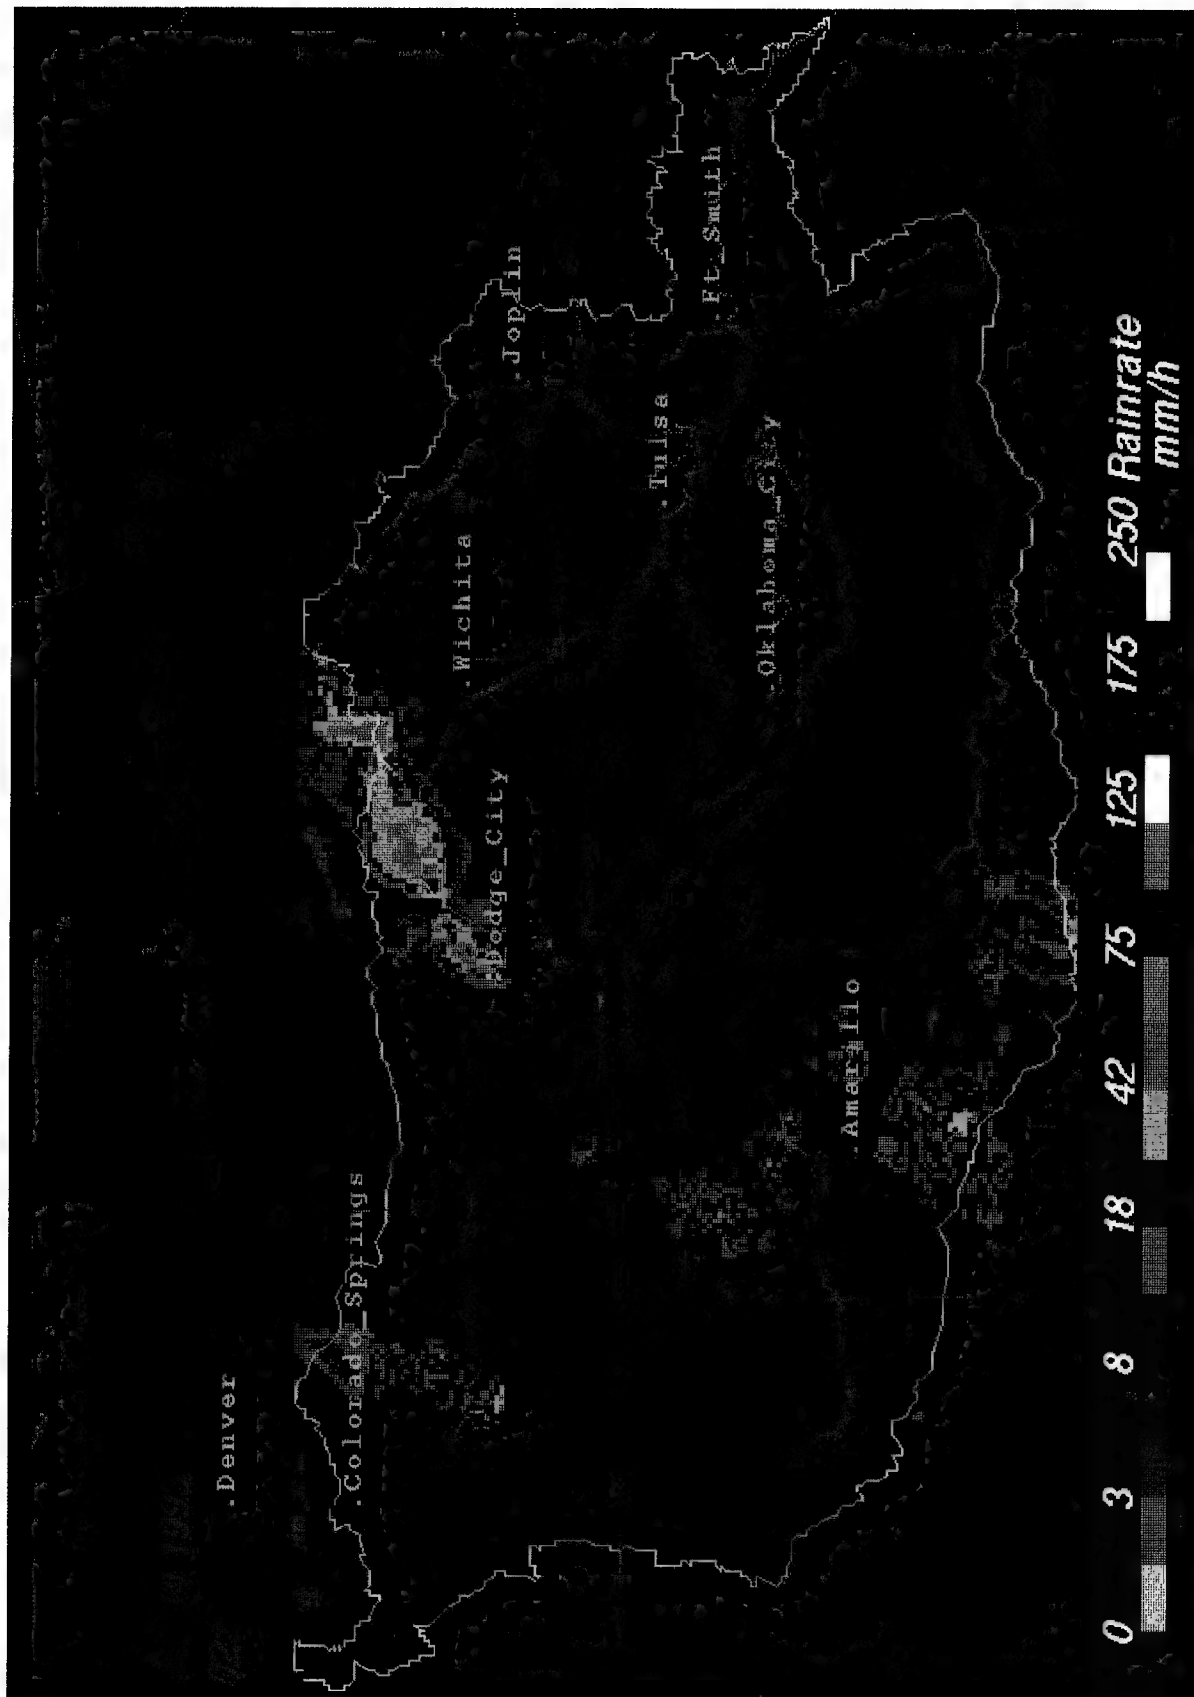 .Denver
.Colorado_Springs
.Dodge_City
.Wichita
.Joplin
.Tulsa
.Ft_Smith
.Oklahoma_City
.Amarillo
0 3 8 18 42 75 125 175 250 Rainrate
mm/h